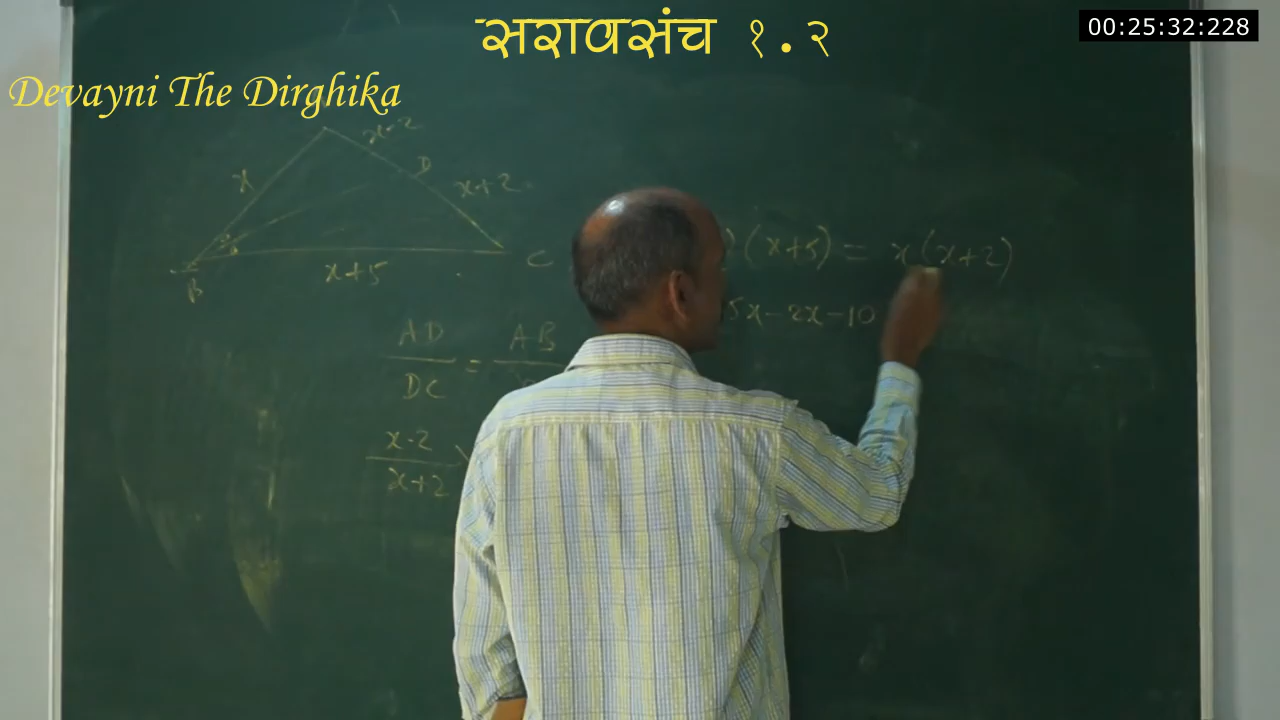 सरावसंच १.२
00:25:32:228
Devayni The Dirghika
x-2
x
D
x+2
B
x+5
C
(x+5) = x(x+2)
5x-2x-10
AD/DC = AB
x-2/x+2